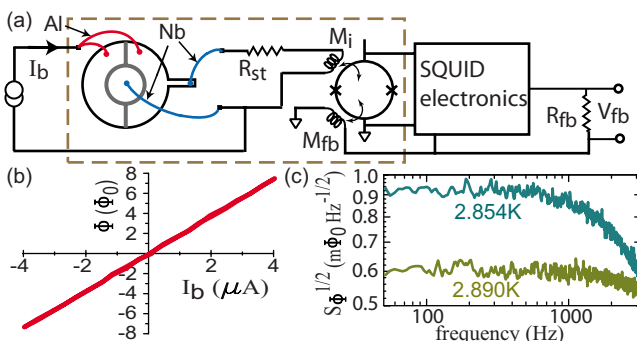 (a)
Al
Nb
I_b
R_st
M_i
M_fb
SQUID
electronics
R_fb
V_fb
(b)
Φ (Φ_0)
8
6
4
2
0
-2
-4
-6
-8
-4
-2
0
2
4
I_b (μA)
(c)
S_Φ^1/2 (mΦ_0 Hz^-1/2)
1.0
0.9
0.8
0.7
0.6
0.5
2.854K
2.890K
100
1000
frequency (Hz)